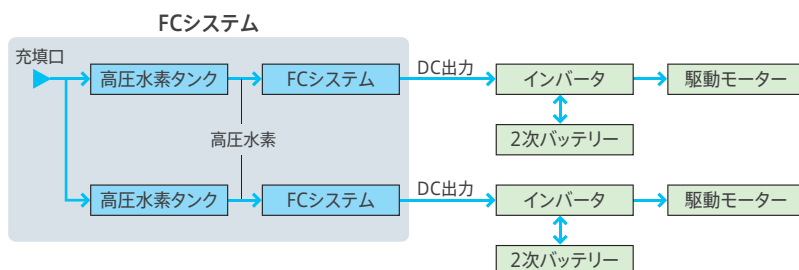 FCシステム
充填口
高圧水素タンク
FCシステム
DC出力
インバータ
駆動モーター
高圧水素
2次バッテリー
高圧水素タンク
FCシステム
DC出力
インバータ
駆動モーター
2次バッテリー